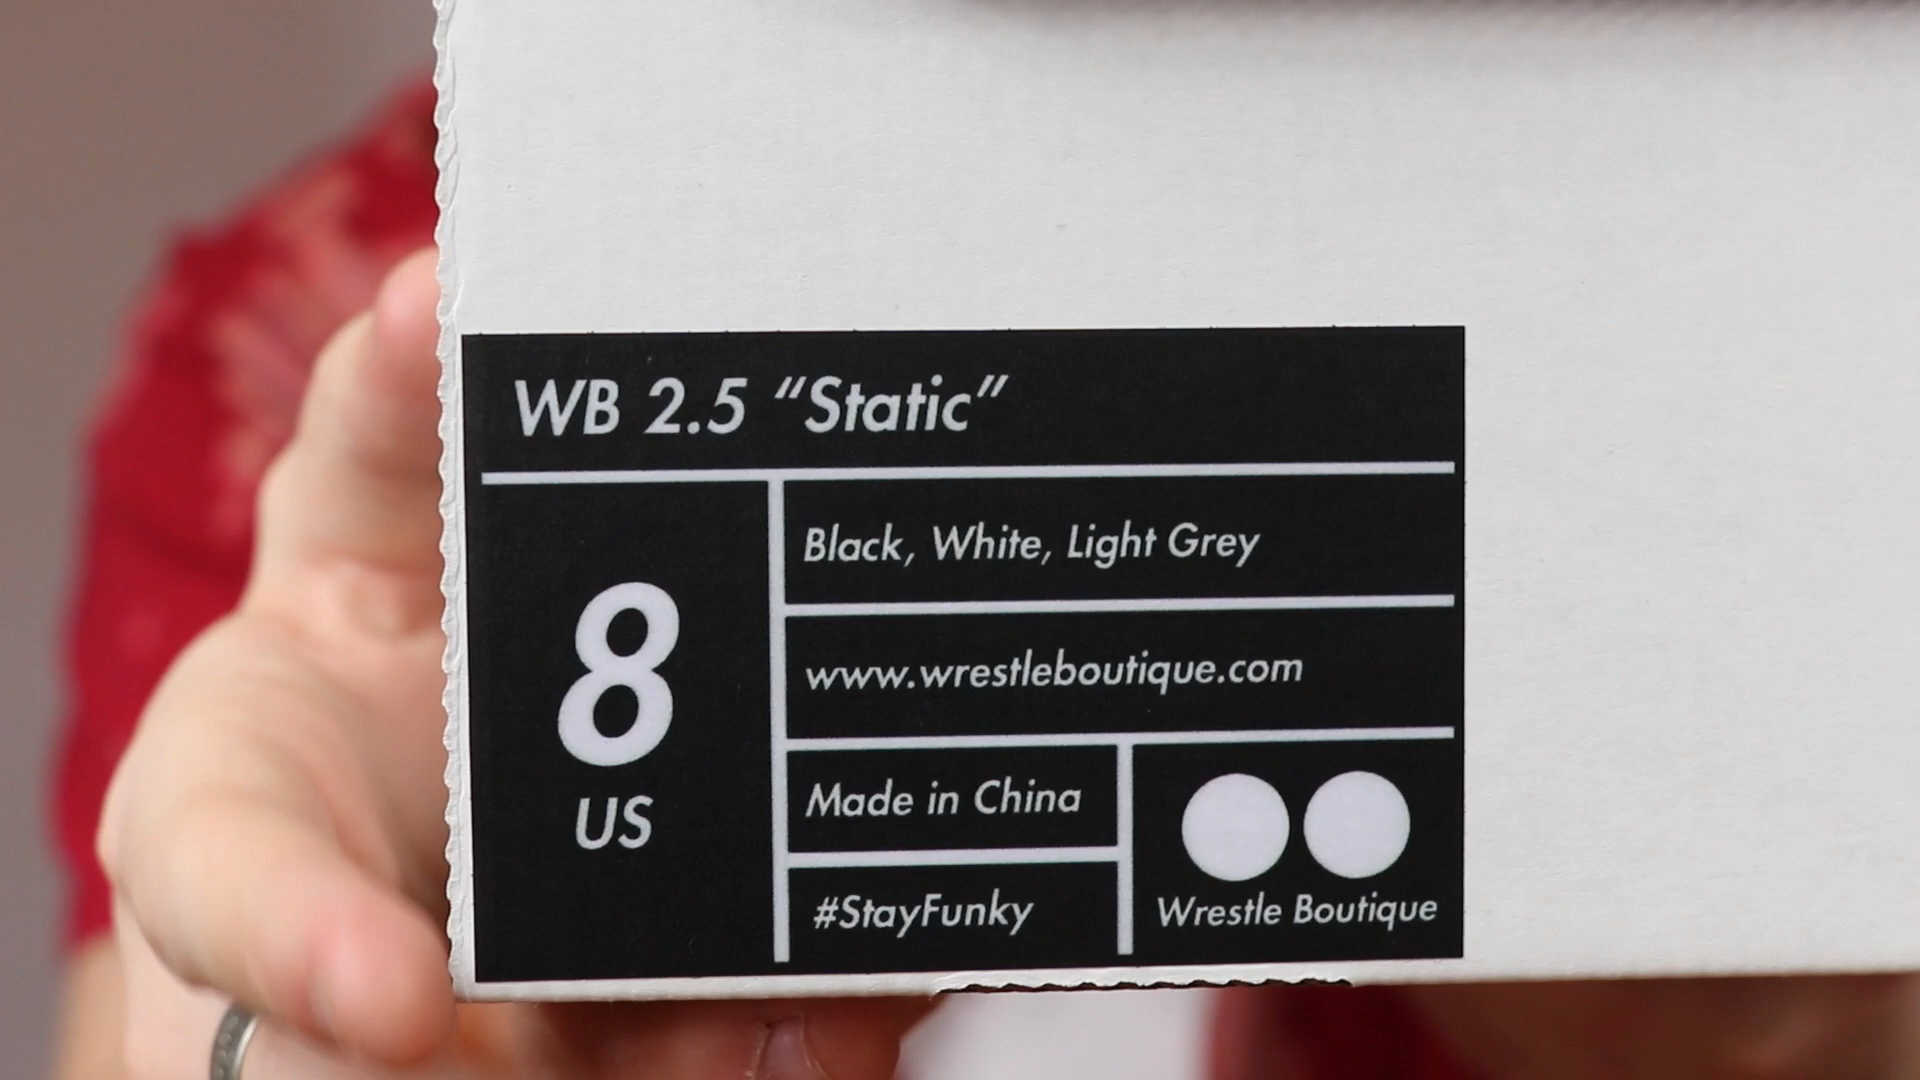 WB 2.5 “Static”
8
US
Black, White, Light Grey
www.wrestleboutique.com
Made in China
#StayFunky
Wrestle Boutique